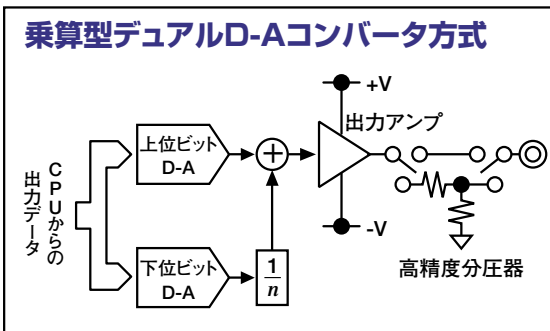 乗算型デュアルD-Aコンバータ方式
+V
出力アンプ
上位ビット
D-A
+
CPUからの
出力データ
下位ビット
D-A
1
n
-V
高精度分圧器